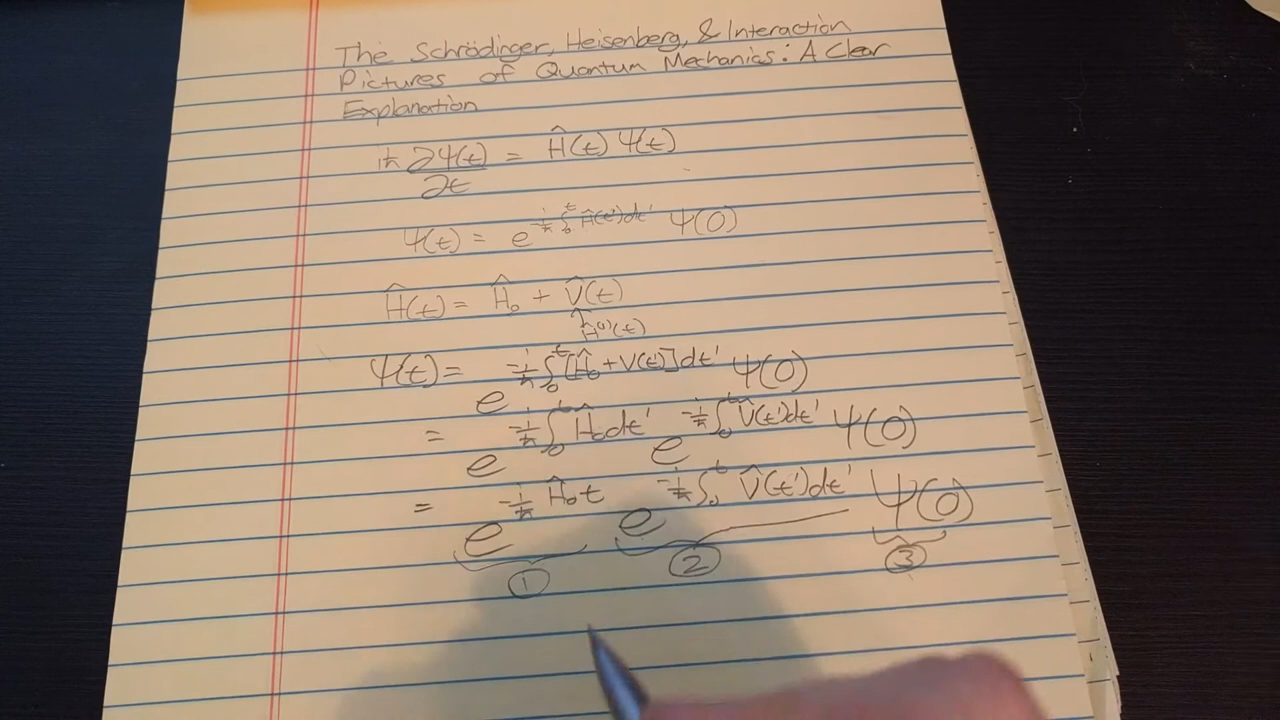 The Schrödinger, Heisenberg, & Interaction
Pictures of Quantum Mechanics: A Clear
Explanation
iħ ∂Ψ(t)/∂t = Ĥ(t) Ψ(t)
Ψ(t) = e^{-i/ħ ∫₀ᵗ Ĥ(t')dt'} Ψ(0)
Ĥ(t) = Ĥ₀ + V̂(t)
↑
Ĥ⁽¹⁾(t)
Ψ(t) = e^{-i/ħ ∫₀ᵗ [Ĥ₀ + V(t')]dt'} Ψ(0)
= e^{-i/ħ ∫₀ᵗ Ĥ₀dt'} e^{-i/ħ ∫₀ᵗ V̂(t')dt'} Ψ(0)
= e^{-i/ħ Ĥ₀t} e^{-i/ħ ∫₀ᵗ V̂(t')dt'} Ψ(0)
① ② ③